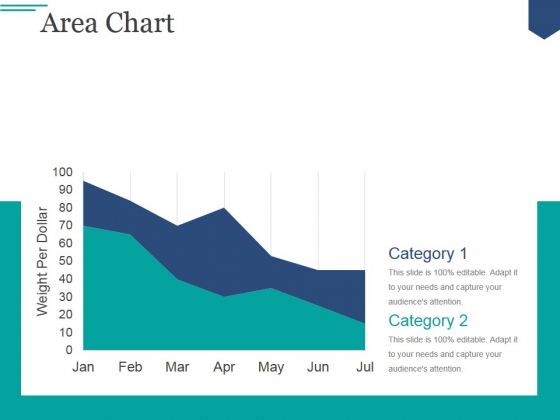 Area Chart
100
90
80
70
60
50
40
30
20
10
0
Weight Per Dollar
Jan Feb Mar Apr May Jun Jul
Category 1
This slide is 100% editable. Adapt it
to your needs and capture your
audience's attention.
Category 2
This slide is 100% editable. Adapt it
to your needs and capture your
audience's attention.